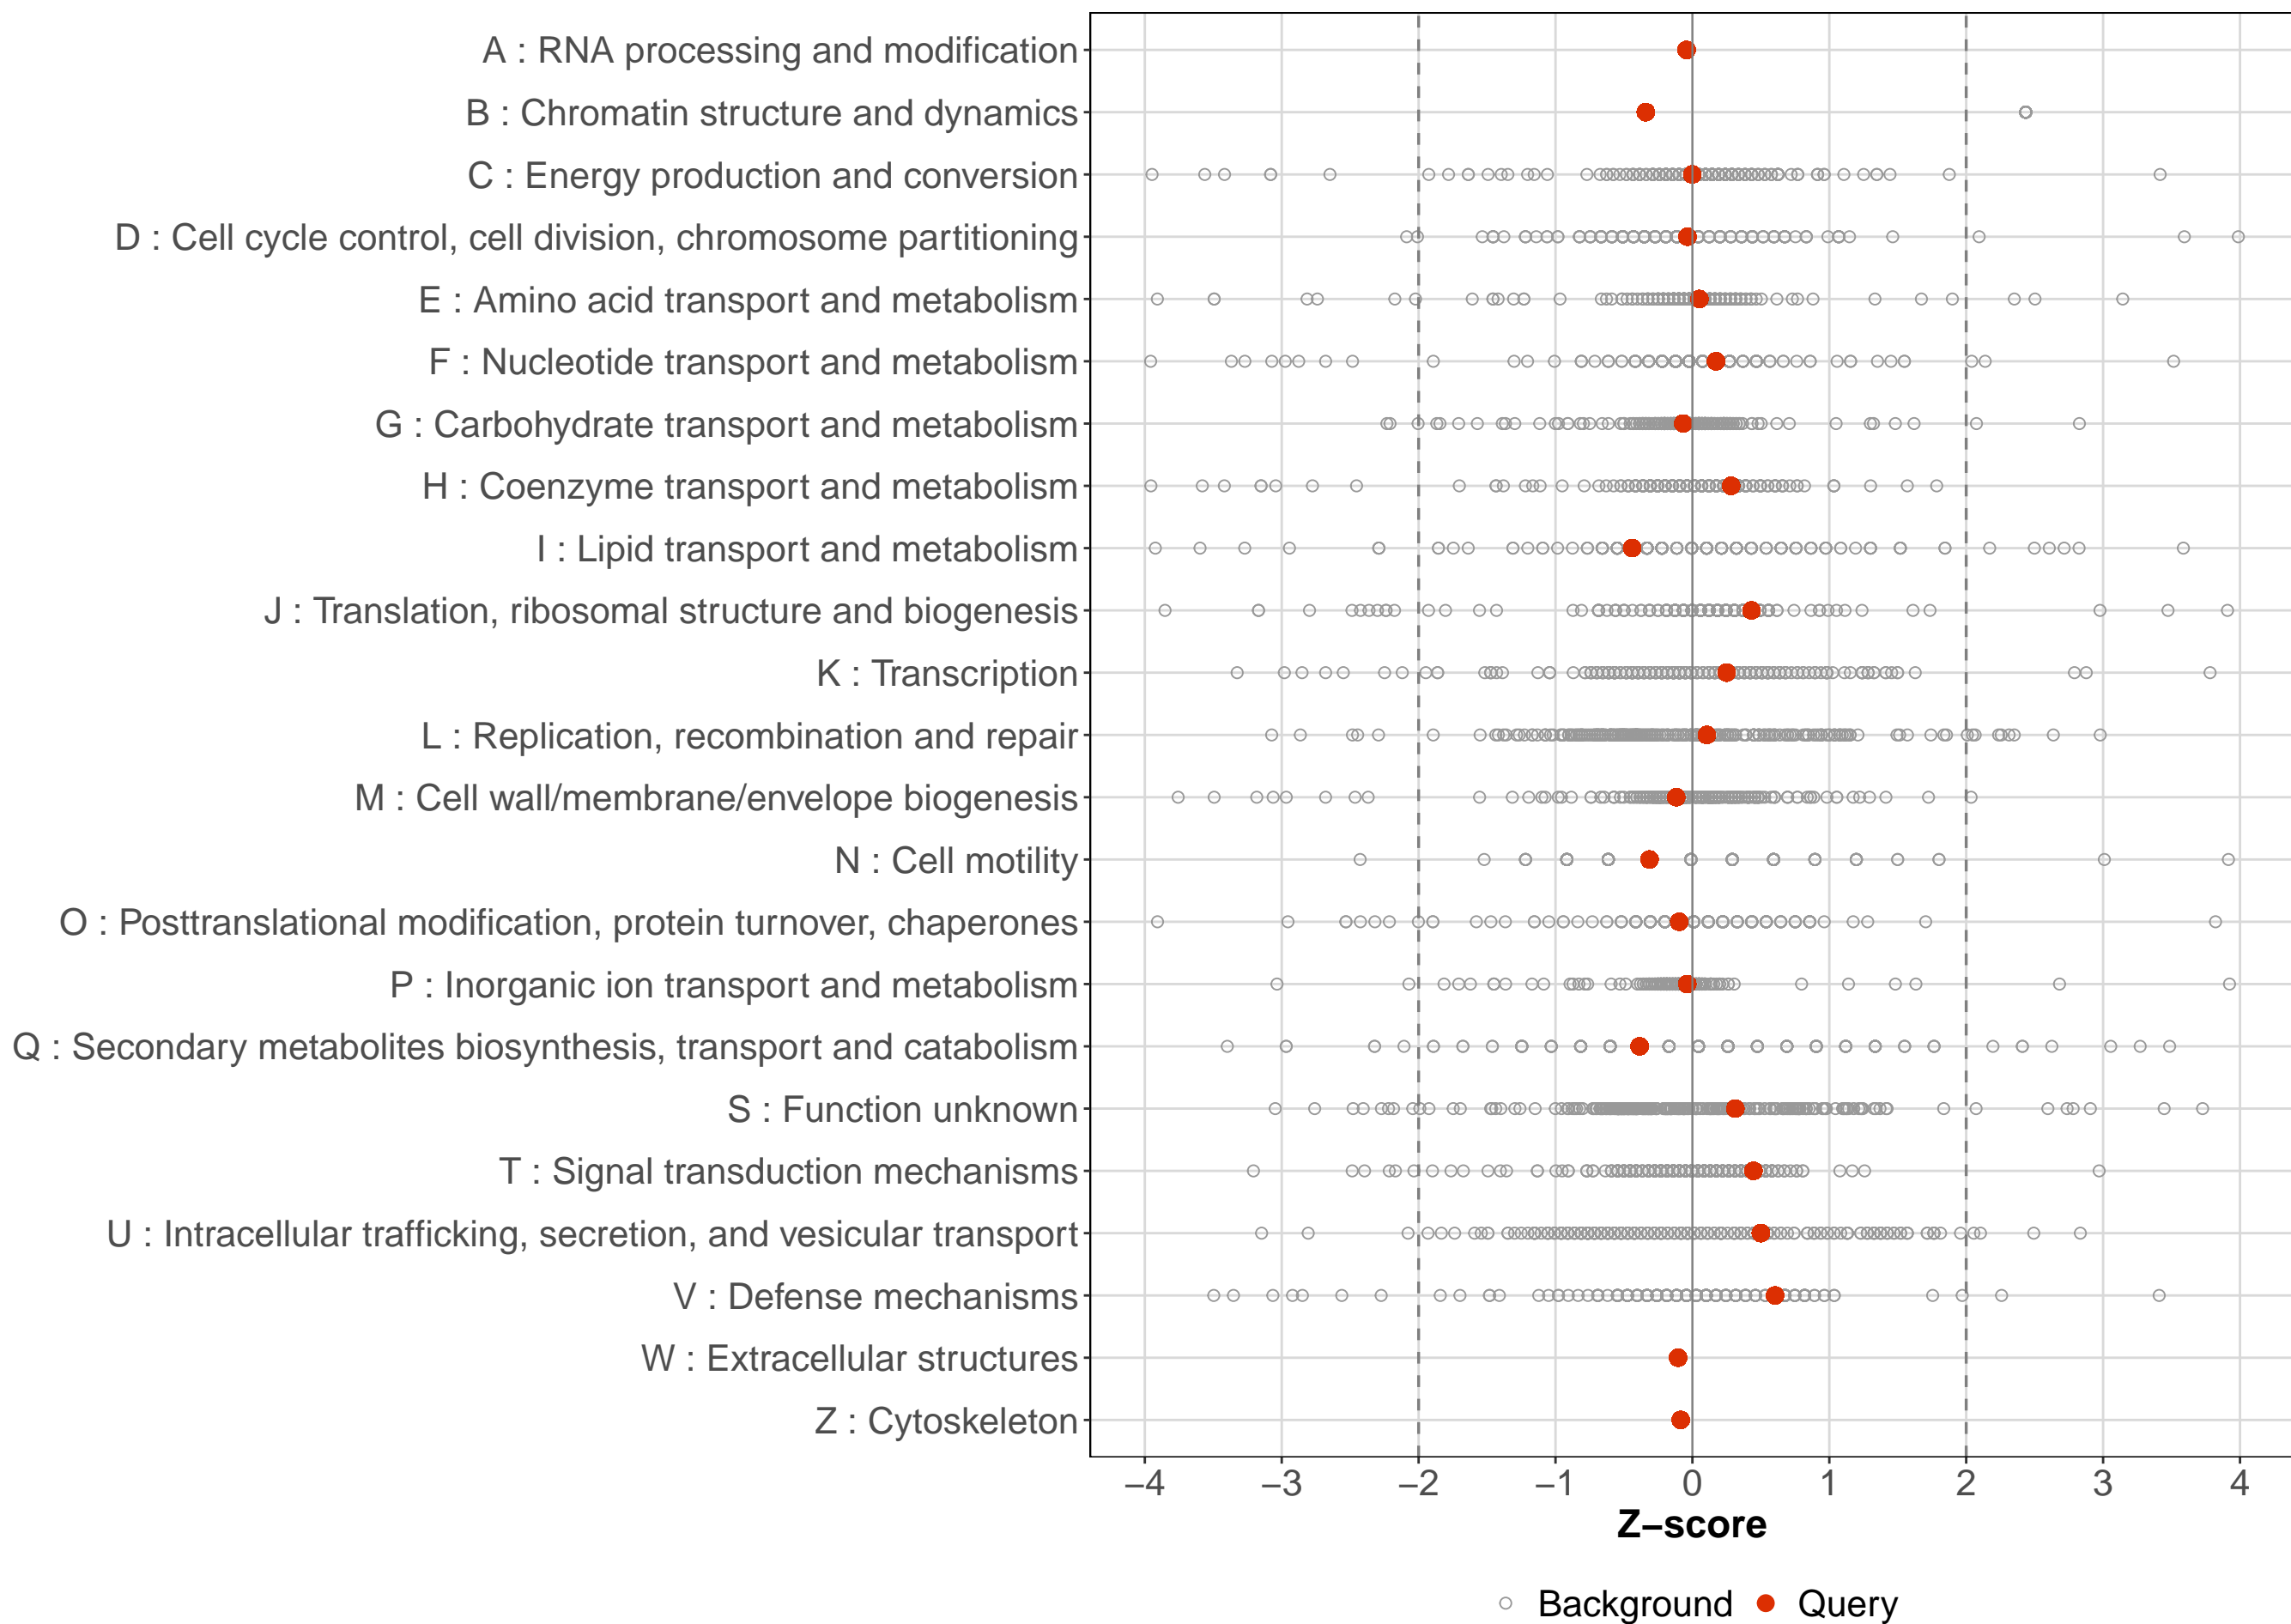 A : RNA processing and modification
B : Chromatin structure and dynamics
C : Energy production and conversion
D : Cell cycle control, cell division, chromosome partitioning
E : Amino acid transport and metabolism
F : Nucleotide transport and metabolism
G : Carbohydrate transport and metabolism
H : Coenzyme transport and metabolism
I : Lipid transport and metabolism
J : Translation, ribosomal structure and biogenesis
K : Transcription
L : Replication, recombination and repair
M : Cell wall/membrane/envelope biogenesis
N : Cell motility
O : Posttranslational modification, protein turnover, chaperones
P : Inorganic ion transport and metabolism
Q : Secondary metabolites biosynthesis, transport and catabolism
S : Function unknown
T : Signal transduction mechanisms
U : Intracellular trafficking, secretion, and vesicular transport
V : Defense mechanisms
W : Extracellular structures
Z : Cytoskeleton
−4 −3 −2 −1 0 1 2 3 4
Z−score
Background Query